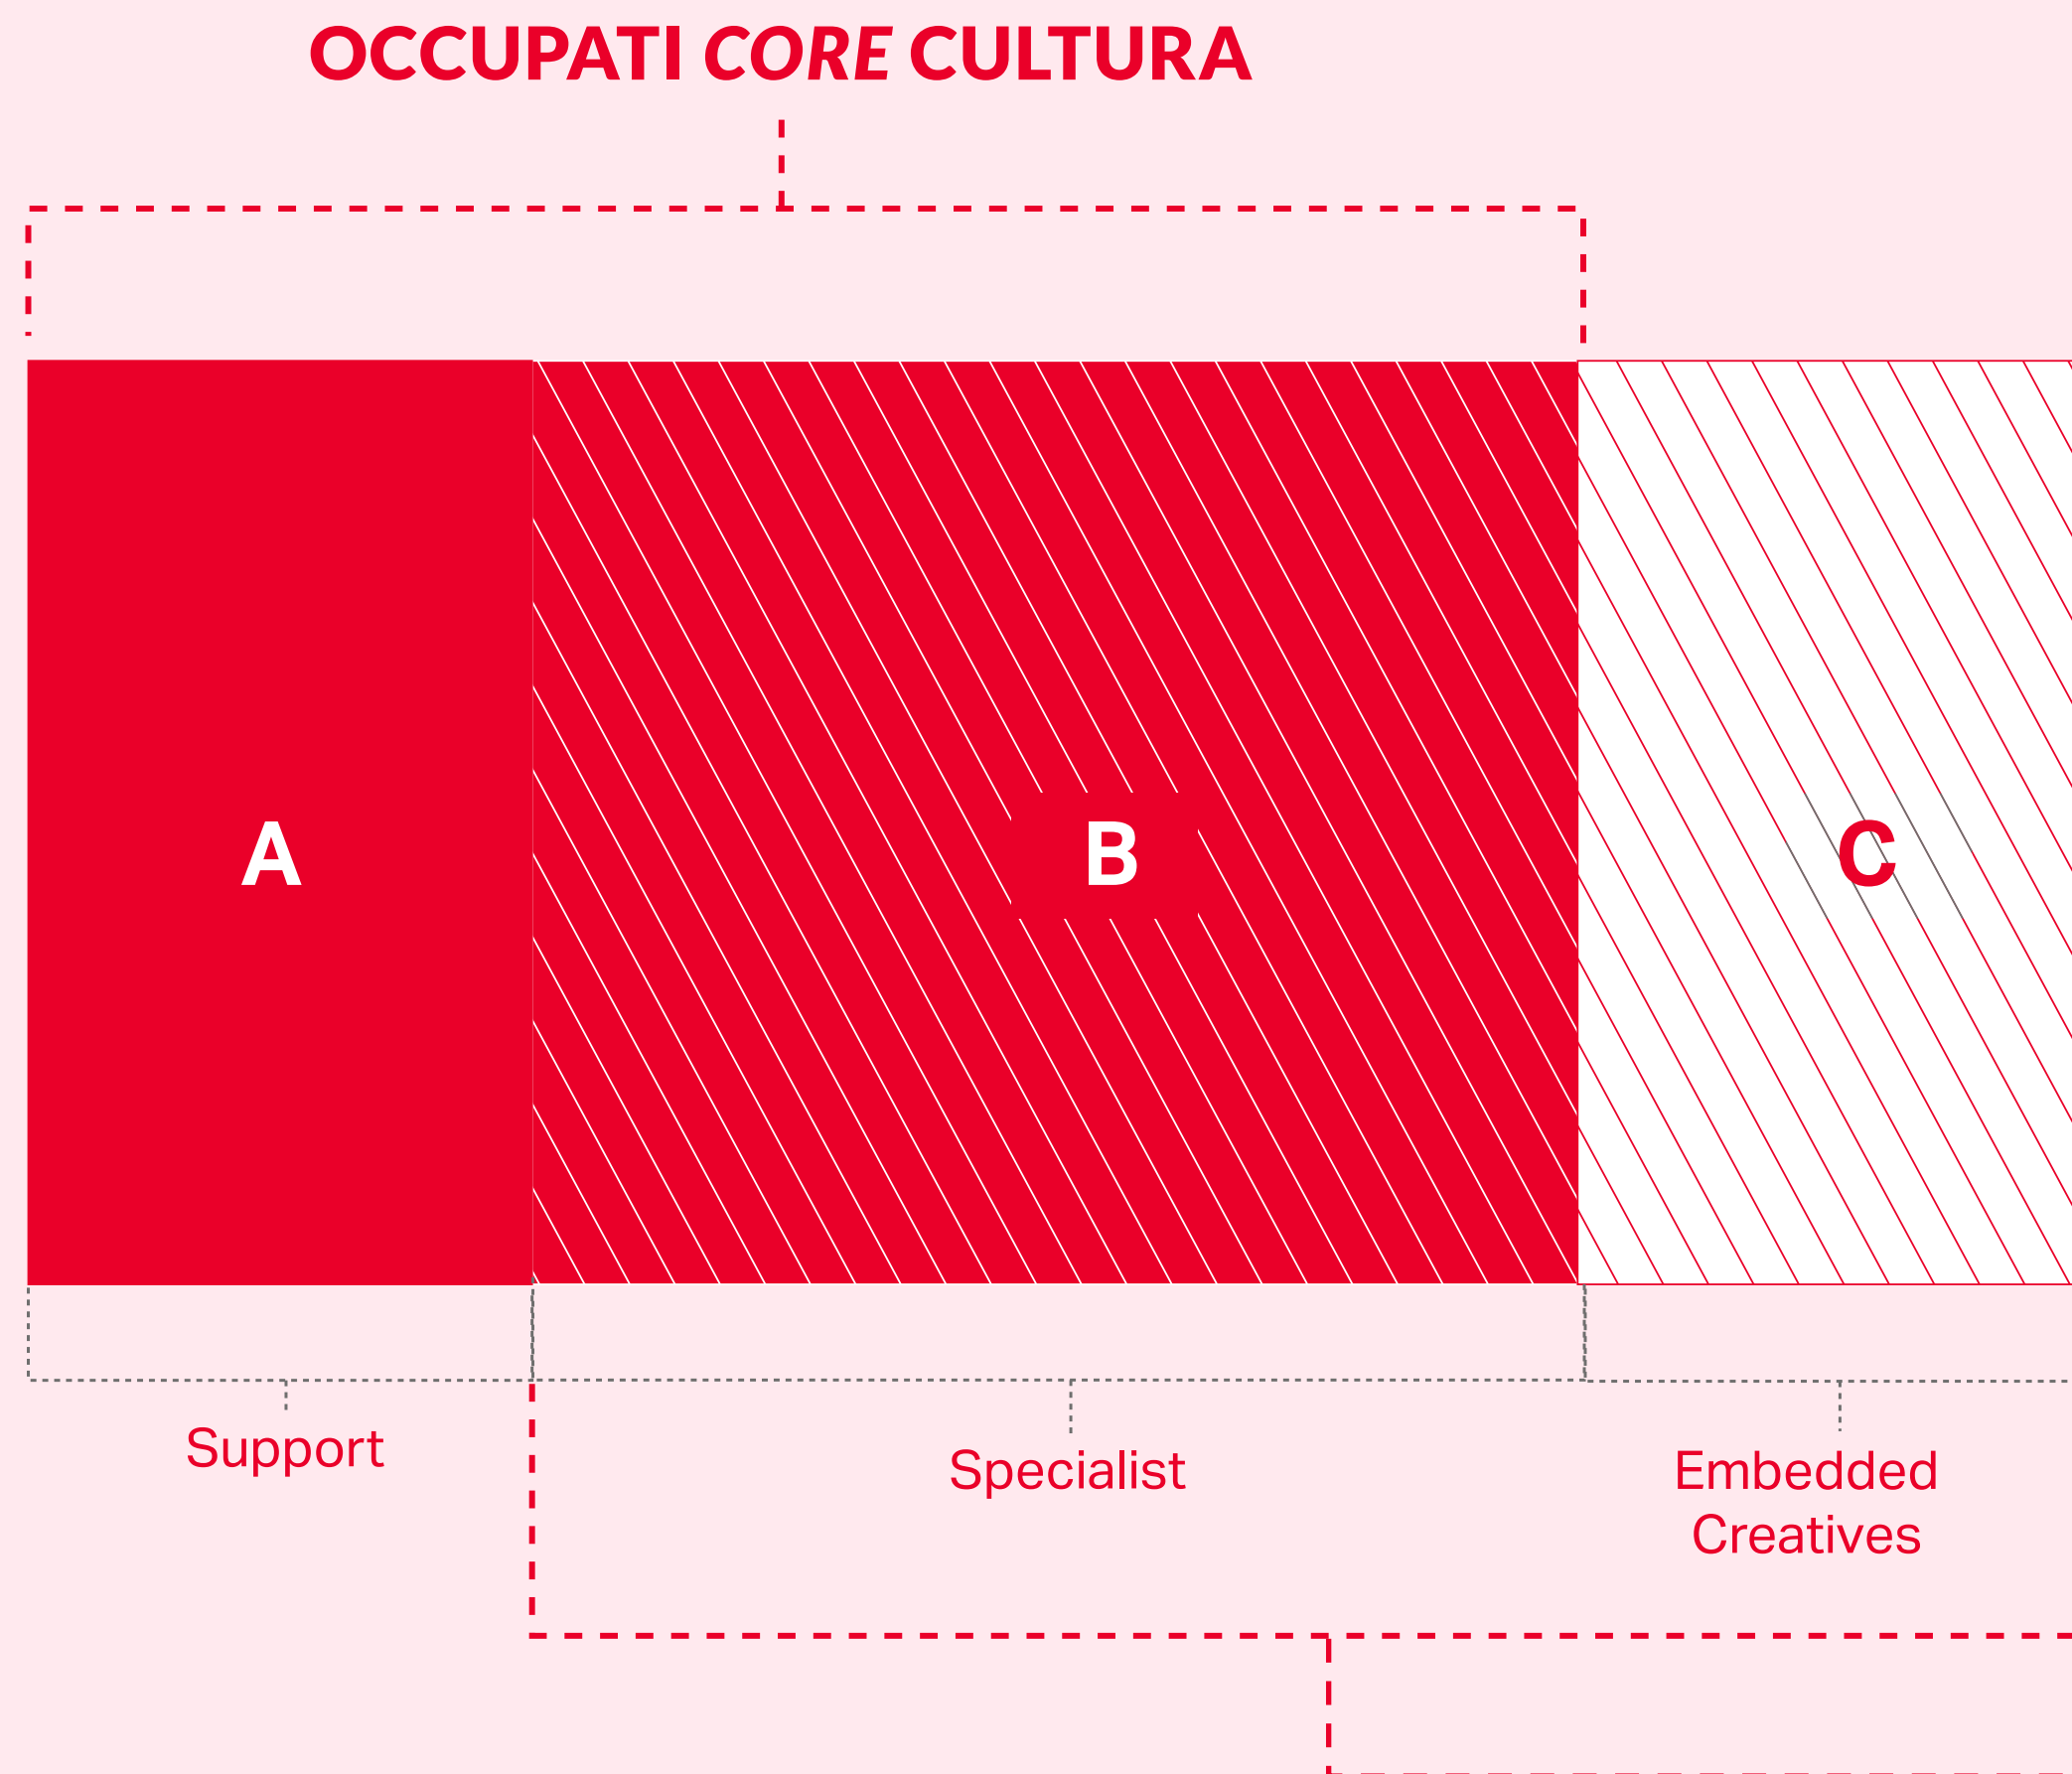 OCCUPATI CORE CULTURA
A
B
C
Support
Specialist
Embedded
Creatives